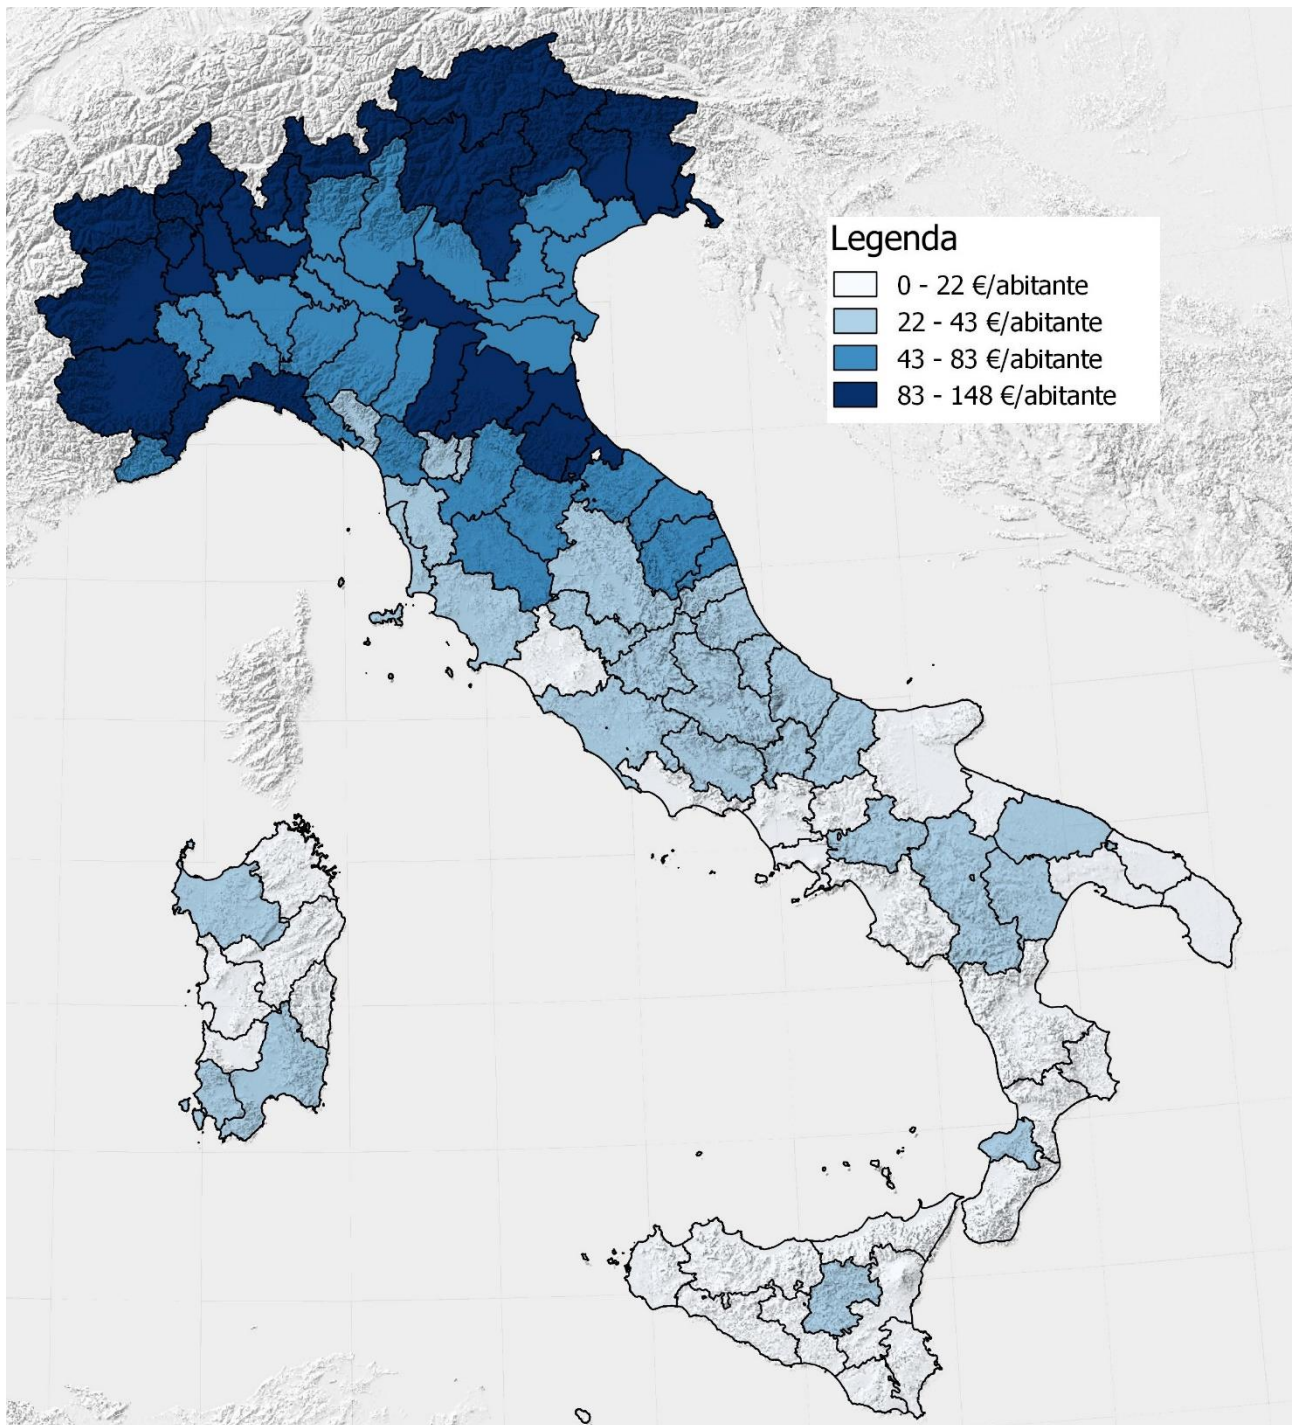 Legenda
0 - 22 €/abitante
22 - 43 €/abitante
43 - 83 €/abitante
83 - 148 €/abitante